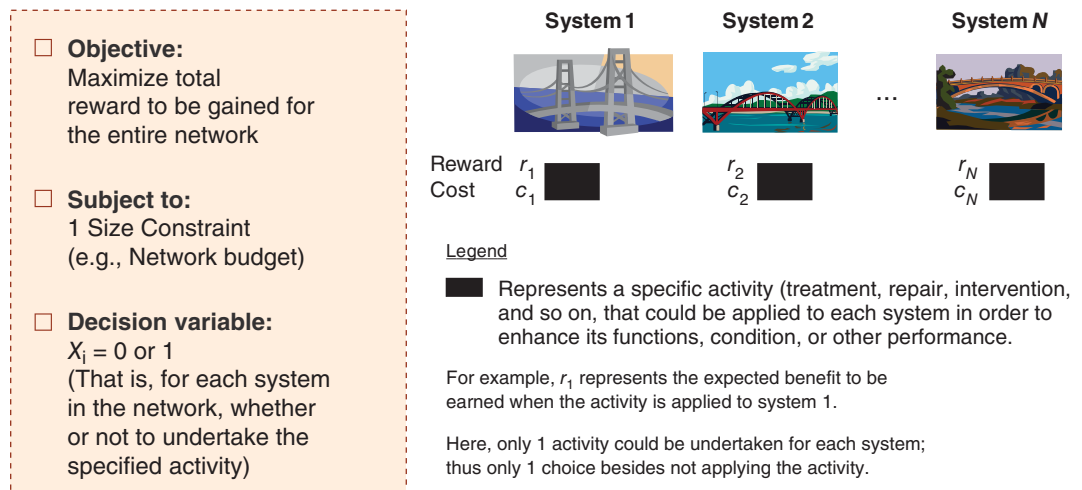 Objective:
Maximize total
reward to be gained for
the entire network
Subject to:
1 Size Constraint
(e.g., Network budget)
Decision variable:
Xi = 0 or 1
(That is, for each system
in the network, whether
or not to undertake the
specified activity)
System 1 System 2 System N
...
Reward r1 r2 rN
Cost c1 c2 cN
Legend
Represents a specific activity (treatment, repair, intervention,
and so on, that could be applied to each system in order to
enhance its functions, condition, or other performance.
For example, r1 represents the expected benefit to be
earned when the activity is applied to system 1.
Here, only 1 activity could be undertaken for each system;
thus only 1 choice besides not applying the activity.